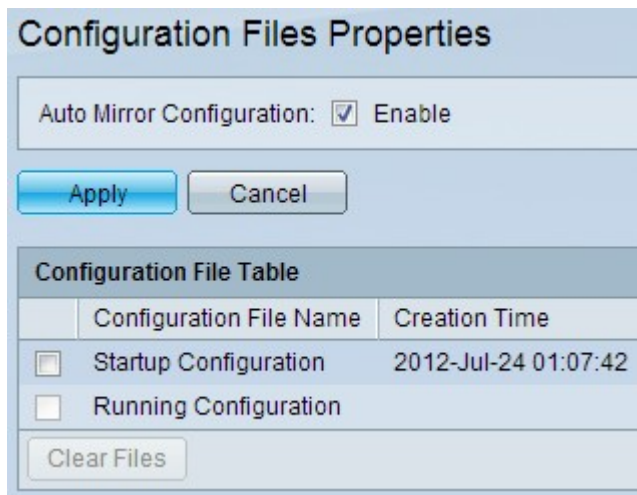 Configuration Files Properties
Auto Mirror Configuration: Enable
Apply Cancel
Configuration File Table
Configuration File Name Creation Time
Startup Configuration 2012-Jul-24 01:07:42
Running Configuration
Clear Files